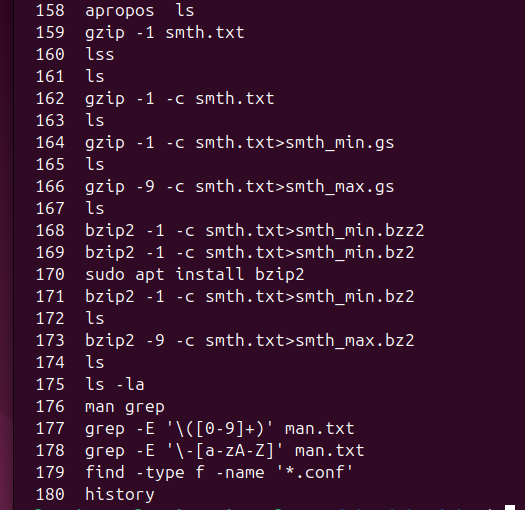 158 apropos  ls
159 gzip -1 smth.txt
160 lss
161 ls
162 gzip -1 -c smth.txt
163 ls
164 gzip -1 -c smth.txt>smth_min.gs
165 ls
166 gzip -9 -c smth.txt>smth_max.gs
167 ls
168 bzip2 -1 -c smth.txt>smth_min.bzz2
169 bzip2 -1 -c smth.txt>smth_min.bz2
170 sudo apt install bzip2
171 bzip2 -1 -c smth.txt>smth_min.bz2
172 ls
173 bzip2 -9 -c smth.txt>smth_max.bz2
174 ls
175 ls -la
176 man grep
177 grep -E '\([0-9]+)' man.txt
178 grep -E '\-[a-zA-Z]' man.txt
179 find -type f -name '*.conf'
180 history